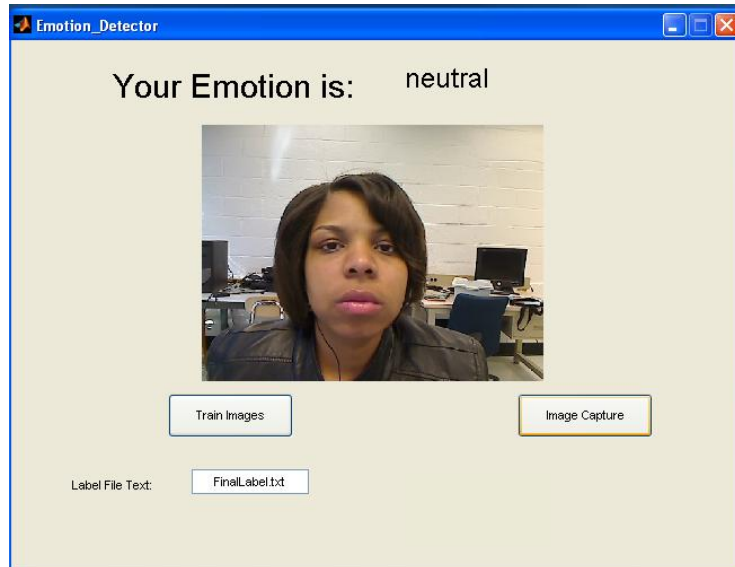 Emotion_Detector
Your Emotion is: neutral
Train Images
Image Capture
Label File Text: FinalLabel.txt